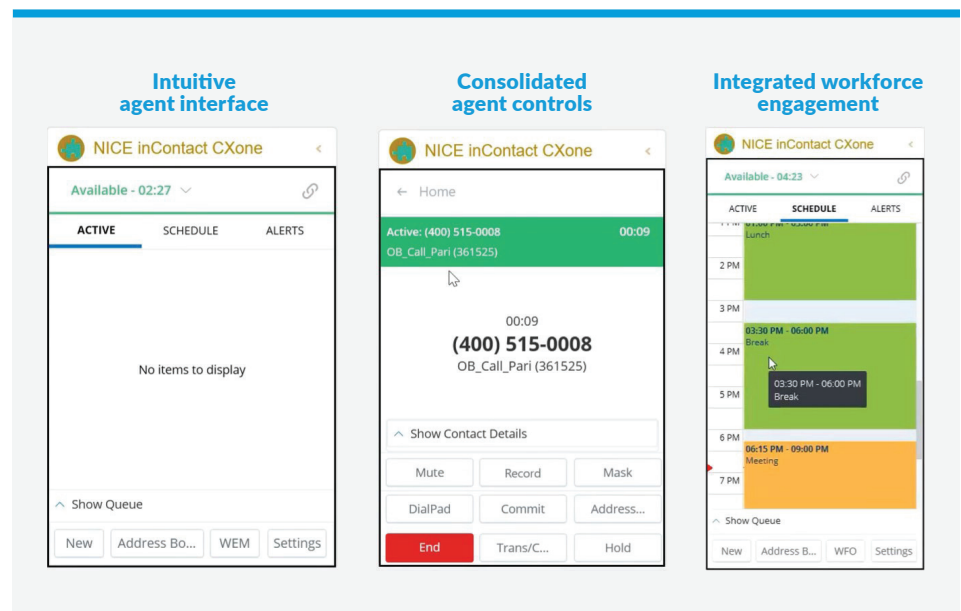 Intuitive
agent interface
NICE inContact CXone
Available - 02:27
ACTIVE SCHEDULE ALERTS
No items to display
Show Queue
New Address Bo... WEM Settings
Consolidated
agent controls
NICE inContact CXone
Home
Active: (400) 515-0008 00:09
OB_Call_Pari (361525)
00:09
(400) 515-0008
OB_Call_Pari (361525)
Show Contact Details
Mute Record Mask
DialPad Commit Address...
End Trans/C... Hold
Integrated workforce
engagement
NICE inContact CXone
Available - 04:23
ACTIVE SCHEDULE ALERTS
Lunch
2 PM
3 PM
03:30 PM - 06:00 PM
Break
4 PM
03:30 PM - 06:00 PM
5 PM
Break
6 PM
06:15 PM - 09:00 PM
Meeting
7 PM
Show Queue
New Address B... WFO Settings